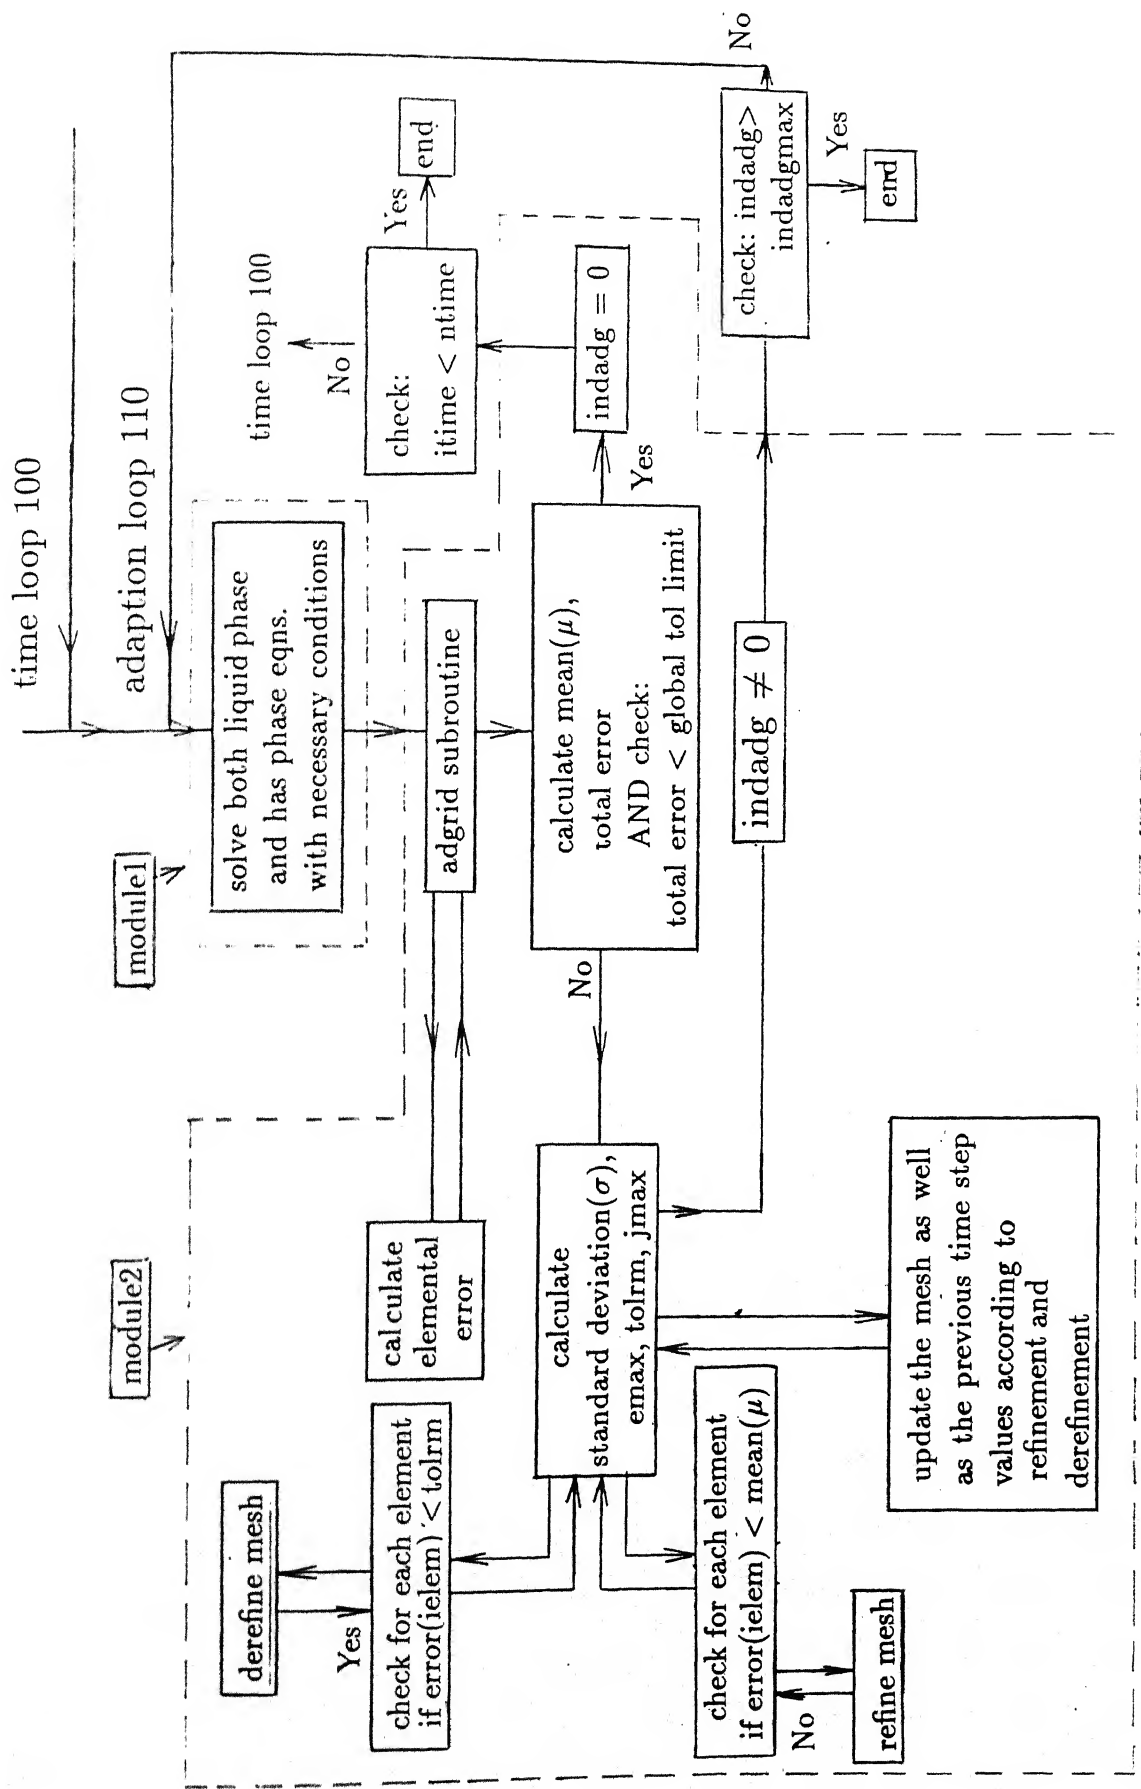 time loop 100
adaption loop 110
module1
solve both liquid phase
and has phase eqns.
with necessary conditions
time loop 100
No
check:
itime < ntime
Yes
end
module2
adgrid subroutine
calculate
elemental
error
calculate mean(μ),
total error
AND check:
total error < global tol limit
Yes
indadg = 0
No
calculate
standard deviation(σ),
emax, tolrm, jmax
derefine mesh
Yes
check for each element
if error(ielem) < tolrm
check for each element
if error(ielem) < mean(μ)
No
refine mesh
update the mesh as well
as the previous time step
values according to
refinement and
derefinement
indadg ≠ 0
check: indadg>
indadgmax
No
Yes
end